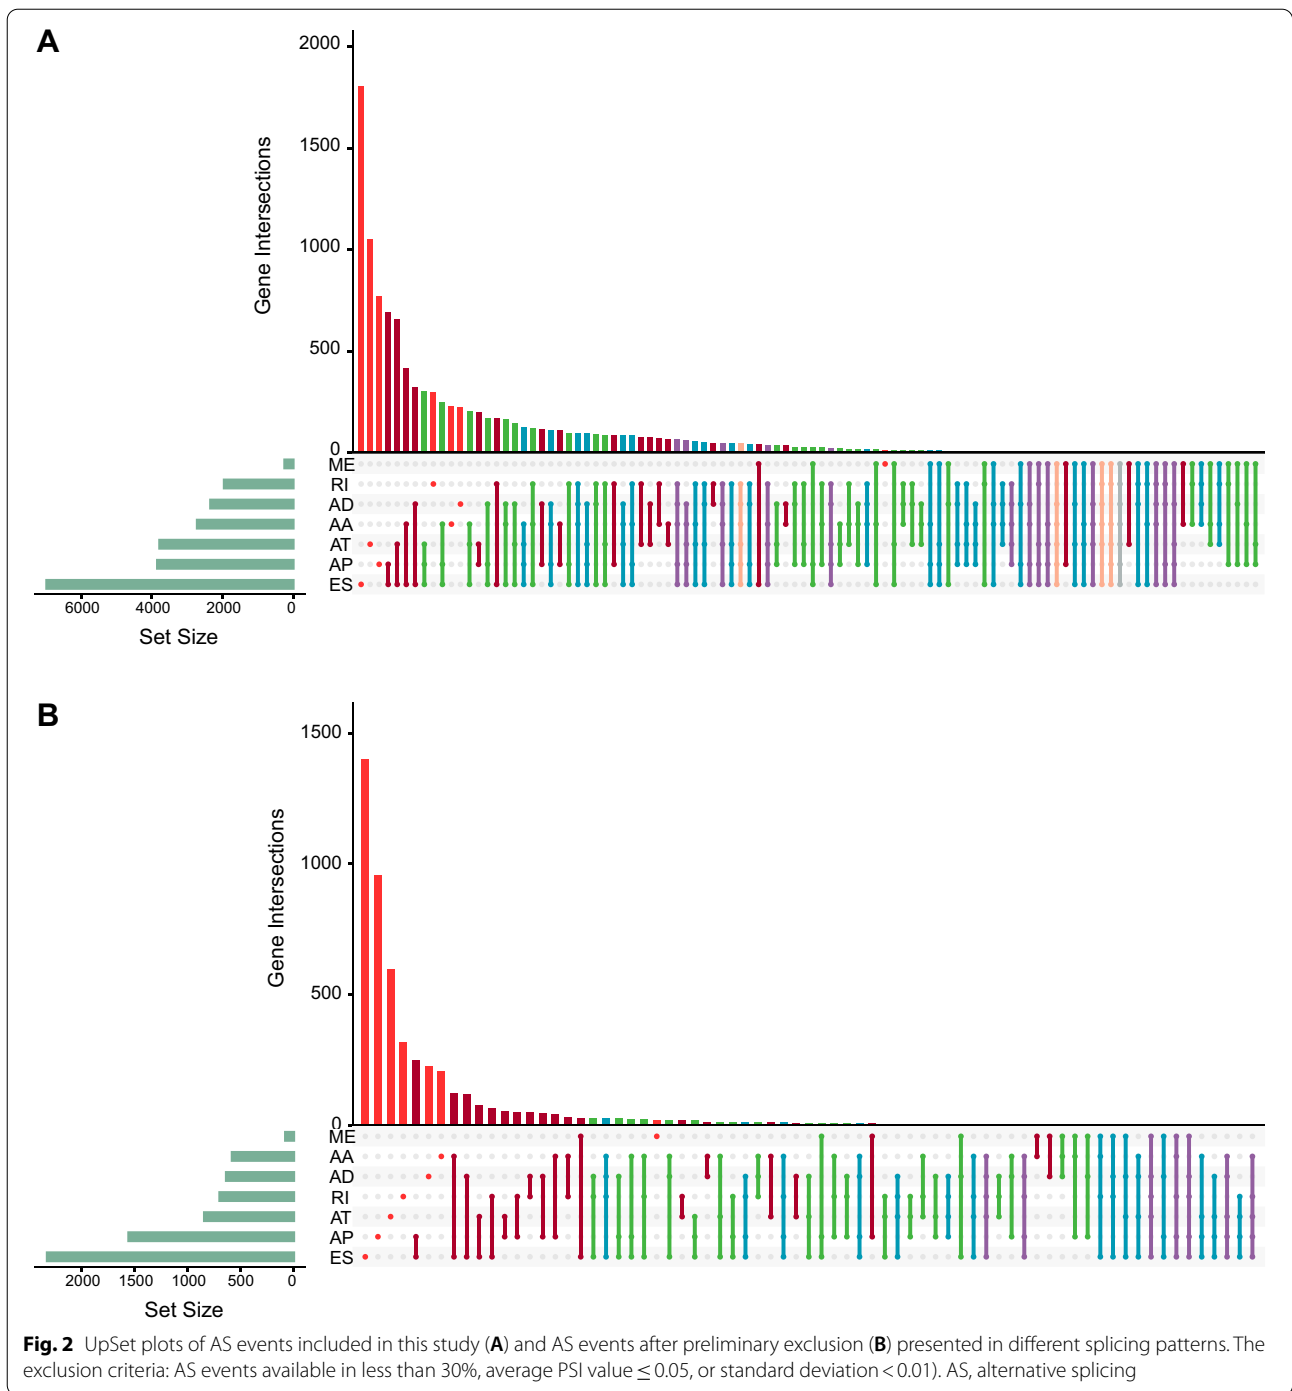 A
2000
1500
1000
500
0
Gene Intersections
ME
RI
AD
AA
AT
AP
ES
6000 4000 2000 0
Set Size
B
1500
1000
500
0
Gene Intersections
ME
AA
AD
RI
AT
AP
ES
2000 1500 1000 500 0
Set Size
Fig. 2 UpSet plots of AS events included in this study (A) and AS events after preliminary exclusion (B) presented in different splicing patterns. The
exclusion criteria: AS events available in less than 30%, average PSI value ≤ 0.05, or standard deviation < 0.01). AS, alternative splicing